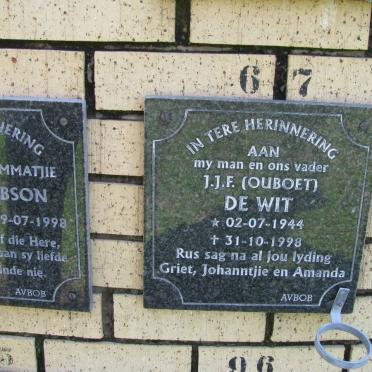 67
HERING
MMATJIE
BSON
9-07-1998
f die Here,
an sy liefde
nde nie.
AVBOB
IN TERE HERINNERING
AAN
my man en ons vader
J.J.F. (OUBOET)
DE WIT
✩ 02-07-1944
✝ 31-10-1998
Rus sag na al jou lyding
Griet, Johanntjie en Amanda
AVBOB
96